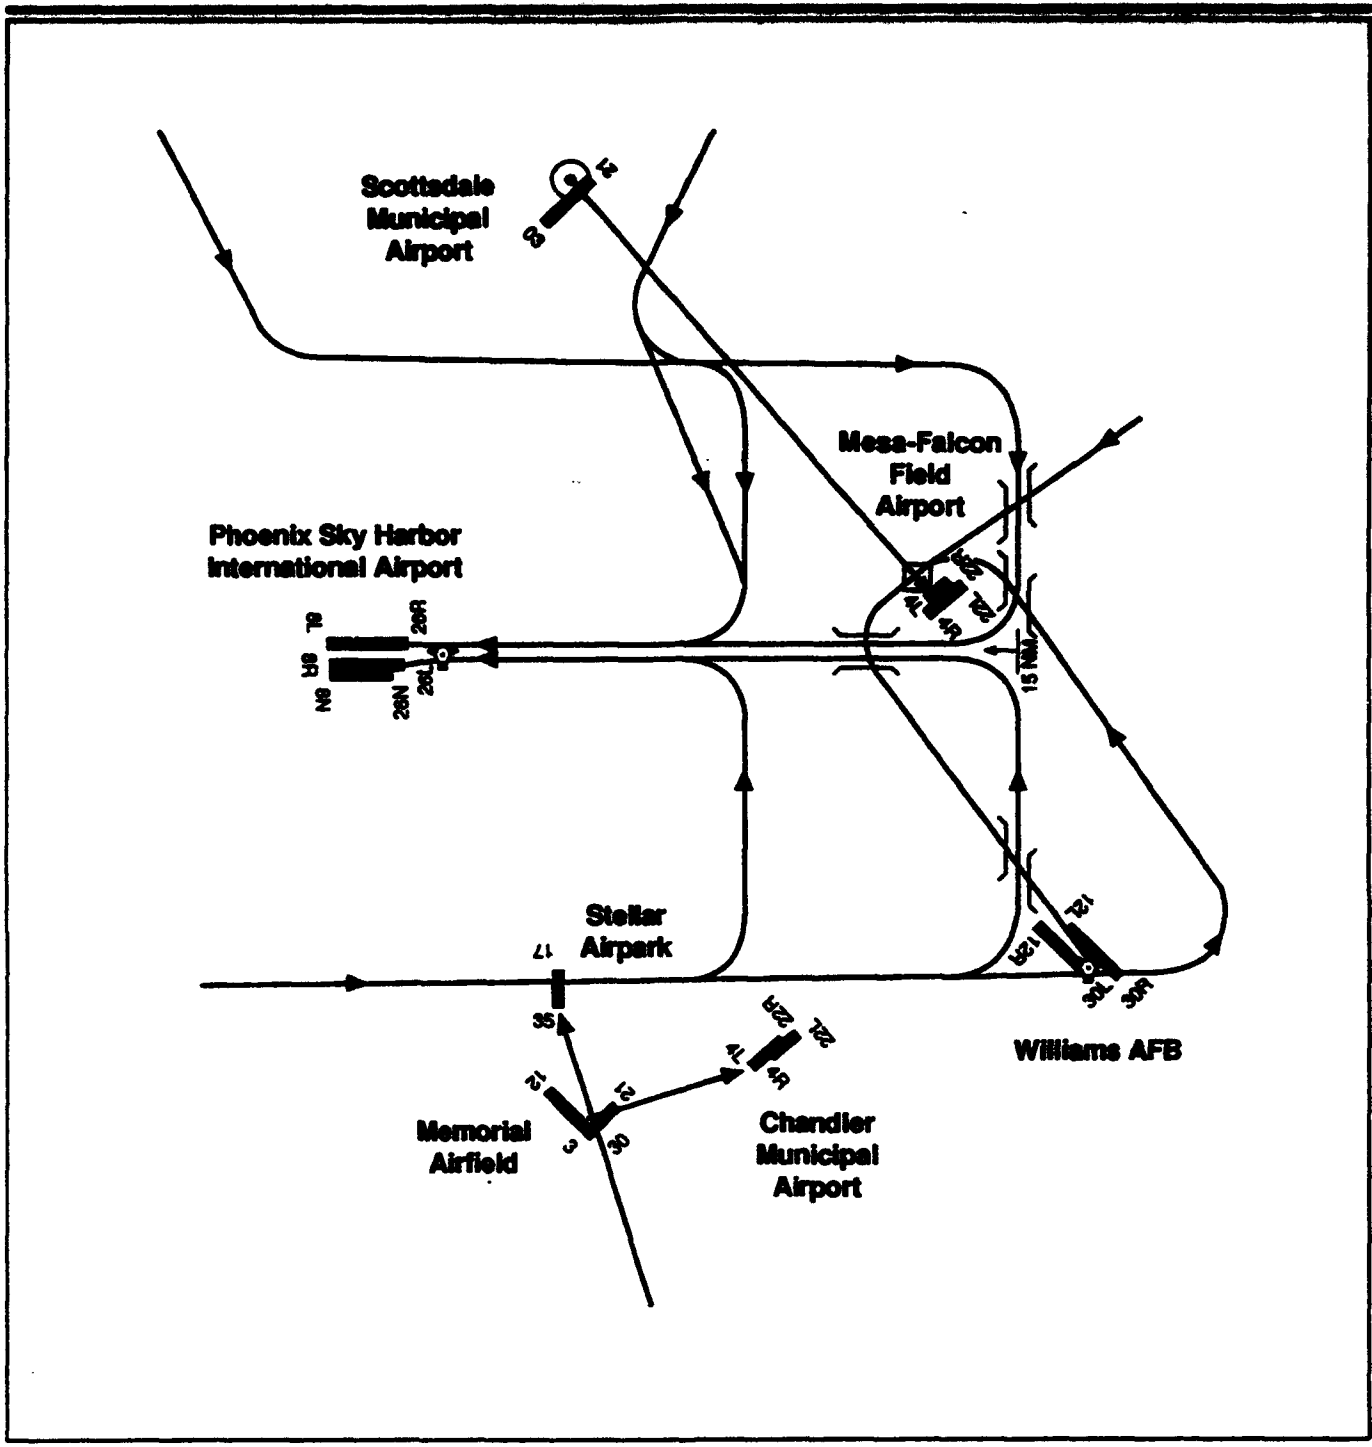 21
Scottsdale
Municipal
Airport
03
Mesa-Falcon
Field
Airport
Phoenix Sky Harbor
International Airport
22R
22L
4L
4R
8L
26R
8R
26L
8N
26N
15 NM
Stellar
Airpark
17
35
12L
12R
30L
30R
Williams AFB
22R
22L
4L
4R
12
21
3
30
Memorial
Airfield
Chandler
Municipal
Airport